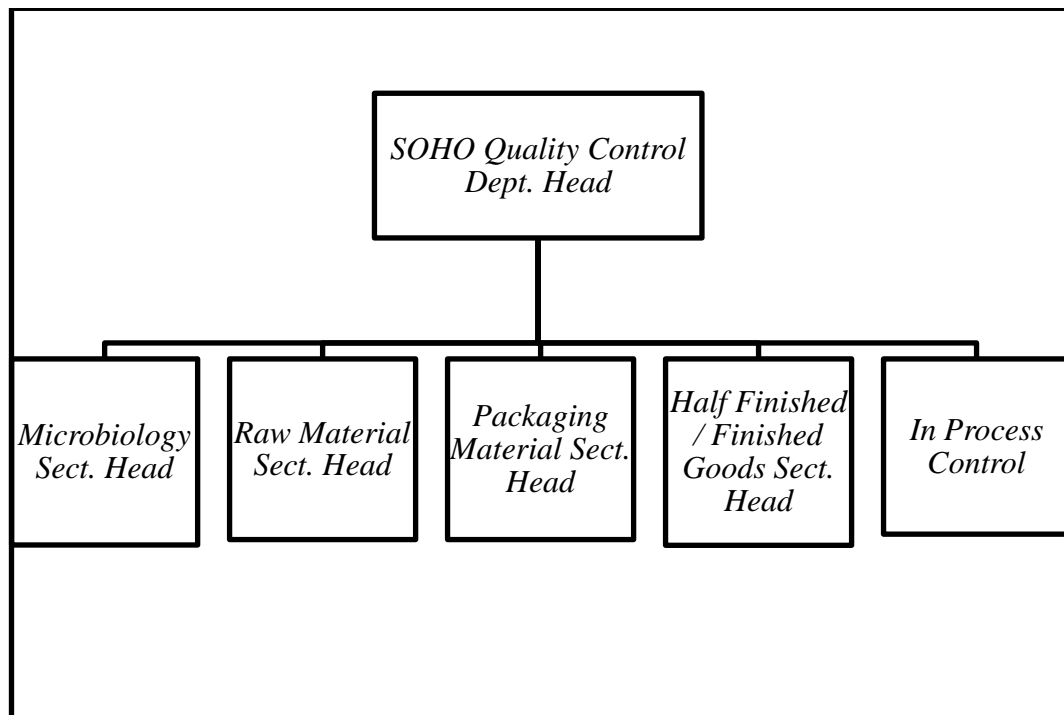 SOHO Quality Control
Dept. Head
Microbiology
Sect. Head
Raw Material
Sect. Head
Packaging
Material Sect.
Head
Half Finished
/ Finished
Goods Sect.
Head
In Process
Control